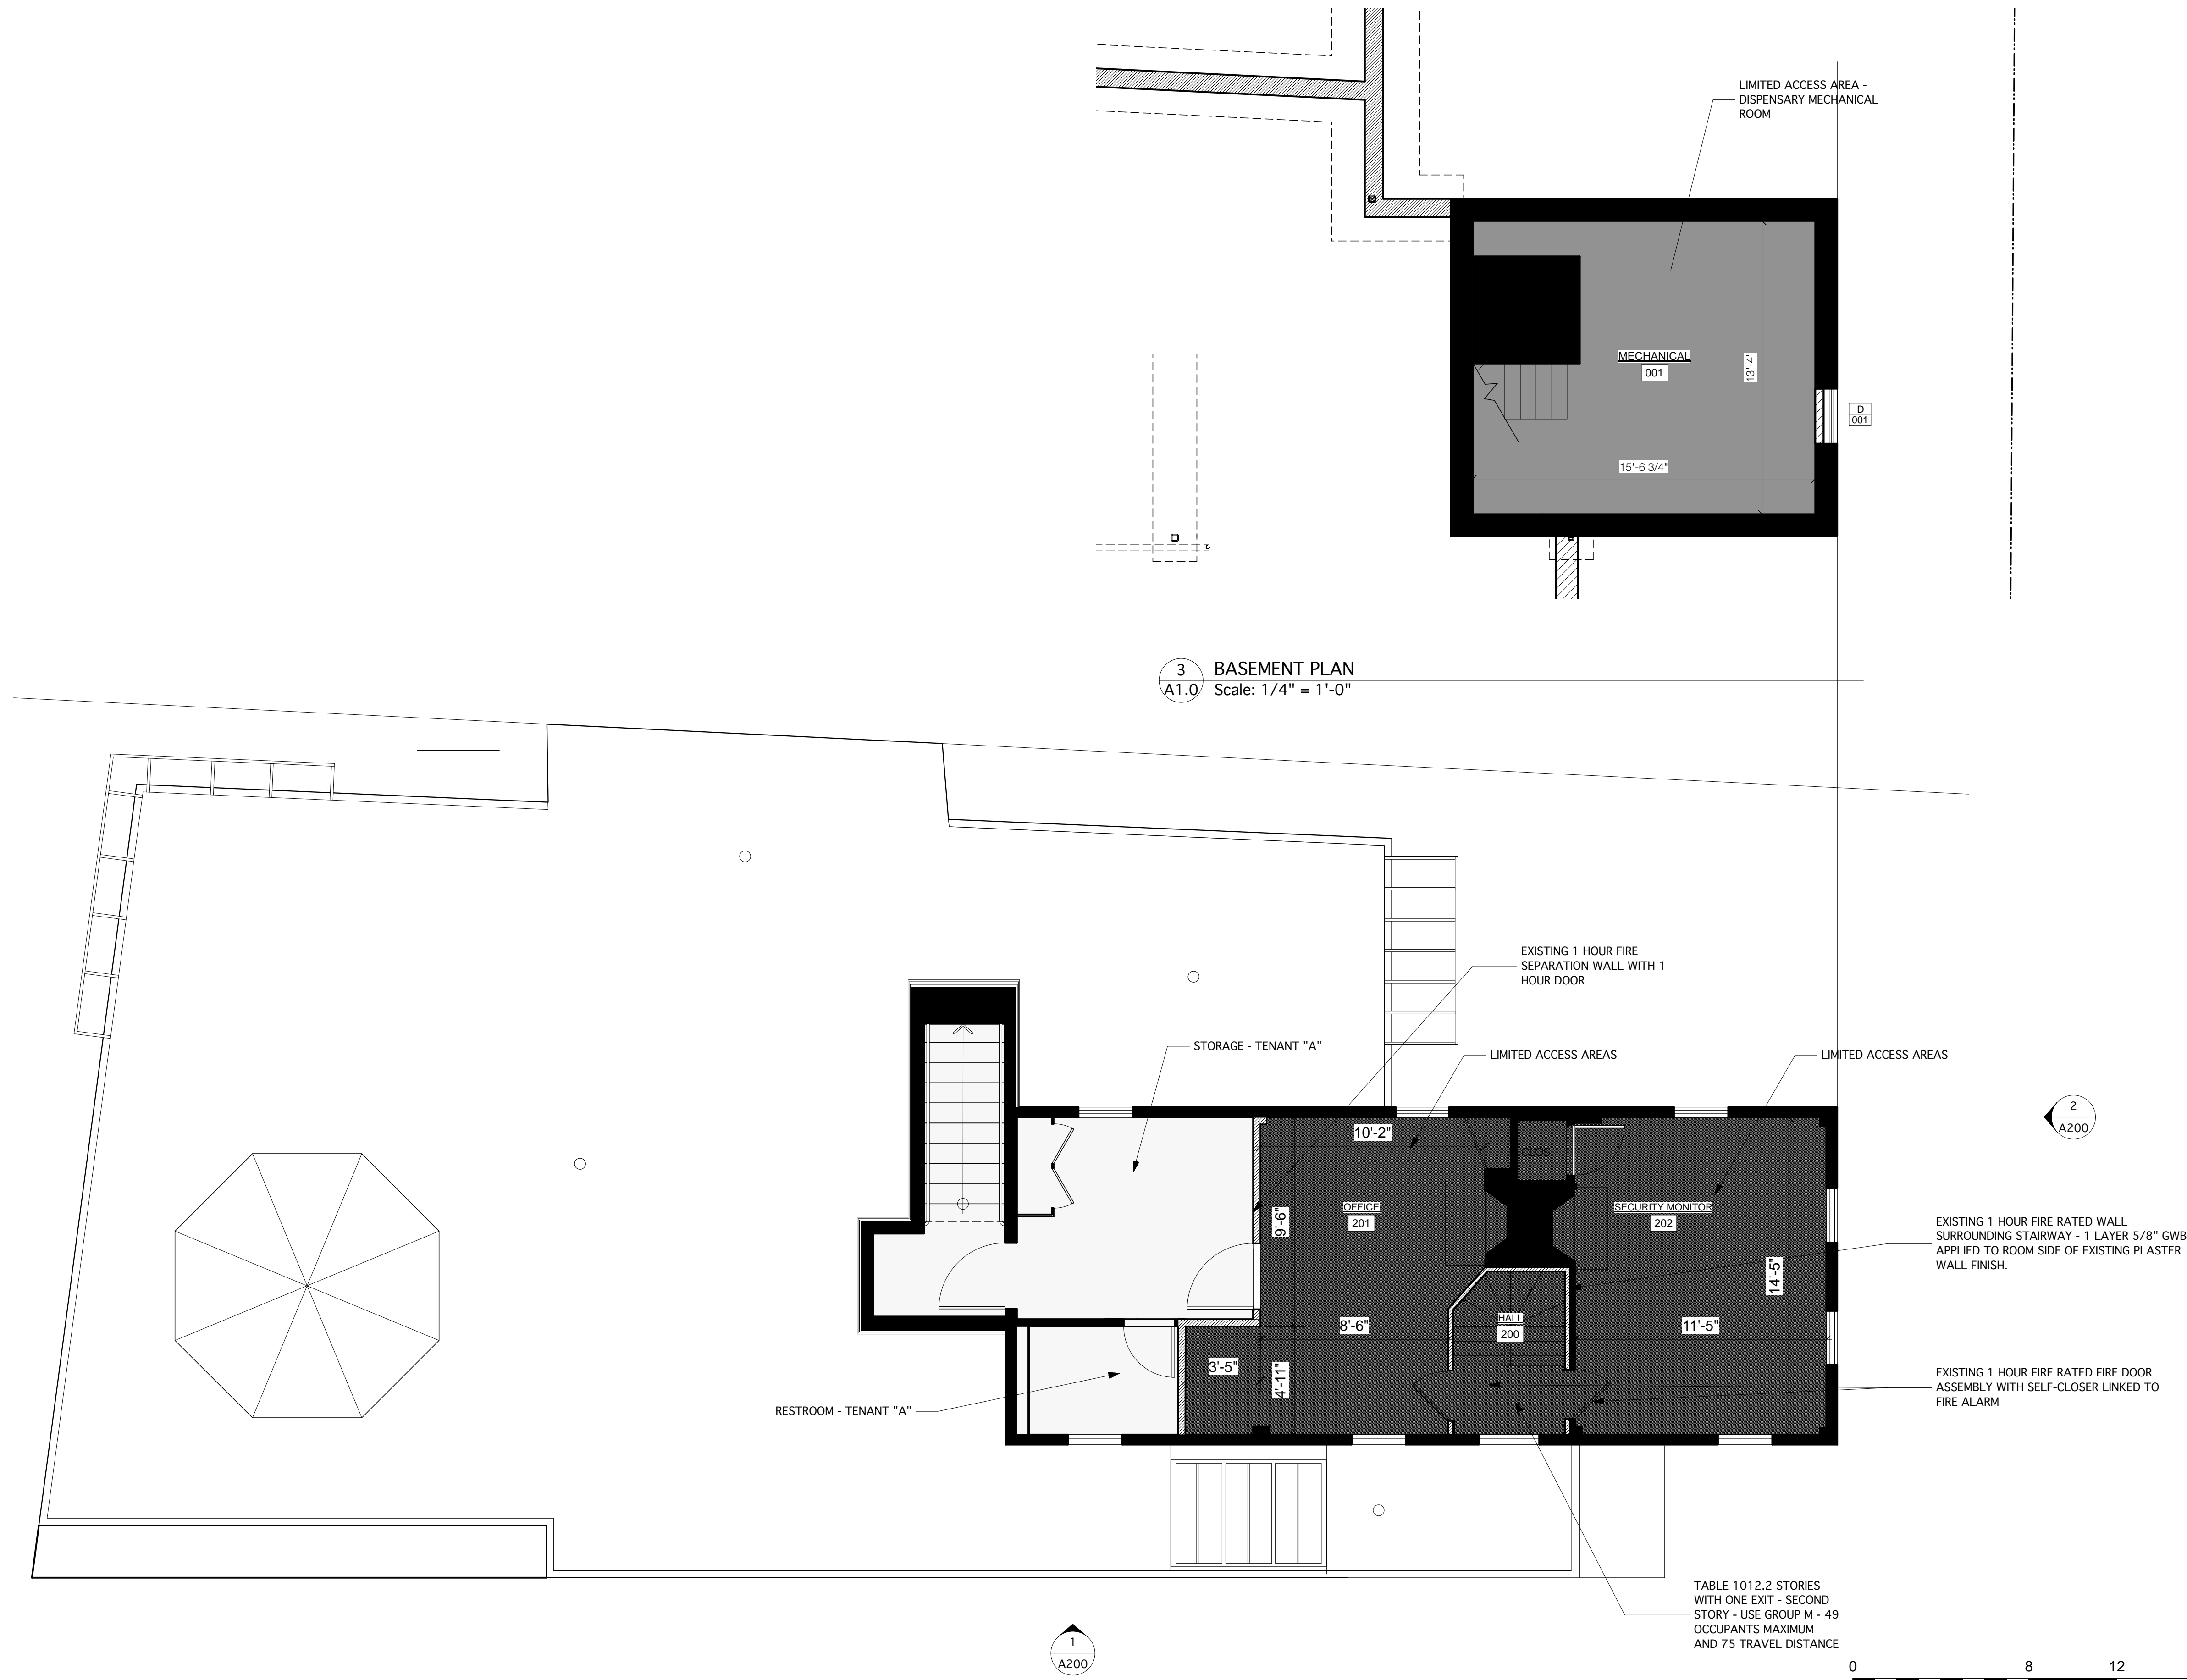 LIMITED ACCESS AREA -
DISPENSARY MECHANICAL
ROOM
MECHANICAL
001
13'-4"
D
001
15'-6 3/4"
3
A1.0
BASEMENT PLAN
Scale: 1/4" = 1'-0"
EXISTING 1 HOUR FIRE
SEPARATION WALL WITH 1
HOUR DOOR
STORAGE - TENANT "A"
LIMITED ACCESS AREAS
LIMITED ACCESS AREAS
2
A200
10'-2"
CLOS
OFFICE
201
9'-6"
SECURITY MONITOR
202
EXISTING 1 HOUR FIRE RATED WALL
SURROUNDING STAIRWAY - 1 LAYER 5/8" GWB
APPLIED TO ROOM SIDE OF EXISTING PLASTER
WALL FINISH.
14'-5"
HALL
200
8'-6"
11'-5"
3'-5"
4'-11"
EXISTING 1 HOUR FIRE RATED FIRE DOOR
ASSEMBLY WITH SELF-CLOSER LINKED TO
FIRE ALARM
RESTROOM - TENANT "A"
TABLE 1012.2 STORIES
WITH ONE EXIT - SECOND
STORY - USE GROUP M - 49
OCCUPANTS MAXIMUM
AND 75 TRAVEL DISTANCE
1
A200
0 8 12